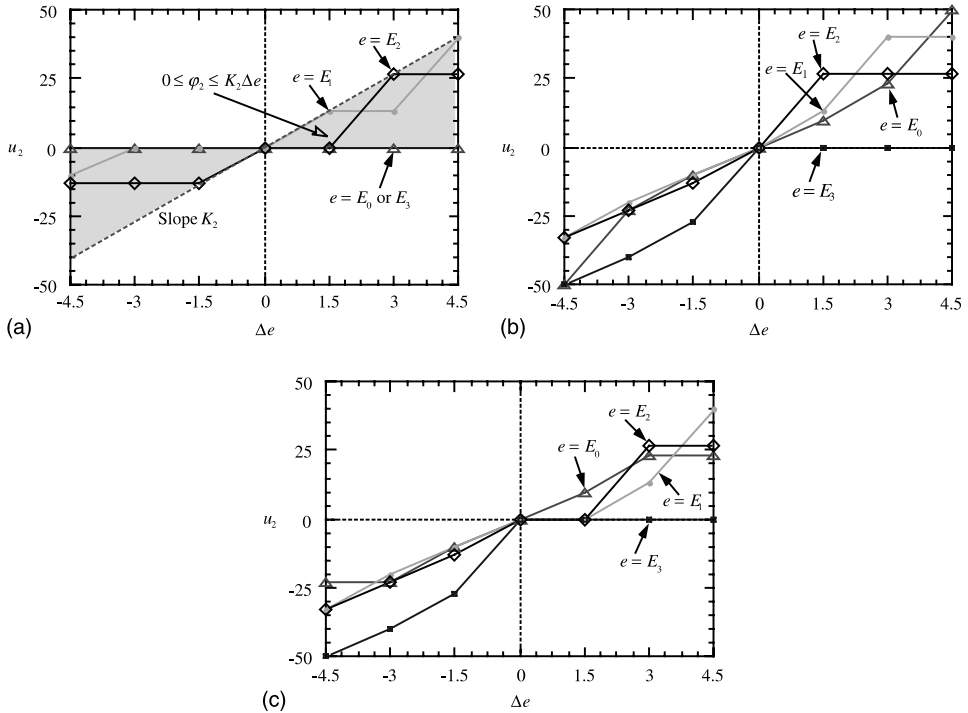 50
25
0
-25
-50
u₂
-4.5 -3 -1.5 0 1.5 3 4.5
Δe
0 ≤ φ₂ ≤ K₂Δe
e = E₁
e = E₂
e = E₀ or E₃
Slope K₂
(a)
50
25
0
-25
-50
u₂
-4.5 -3 -1.5 0 1.5 3 4.5
Δe
e = E₂
e = E₁
e = E₀
e = E₃
(b)
50
25
0
-25
-50
u₂
-4.5 -3 -1.5 0 1.5 3 4.5
Δe
e = E₂
e = E₀
e = E₁
e = E₃
(c)